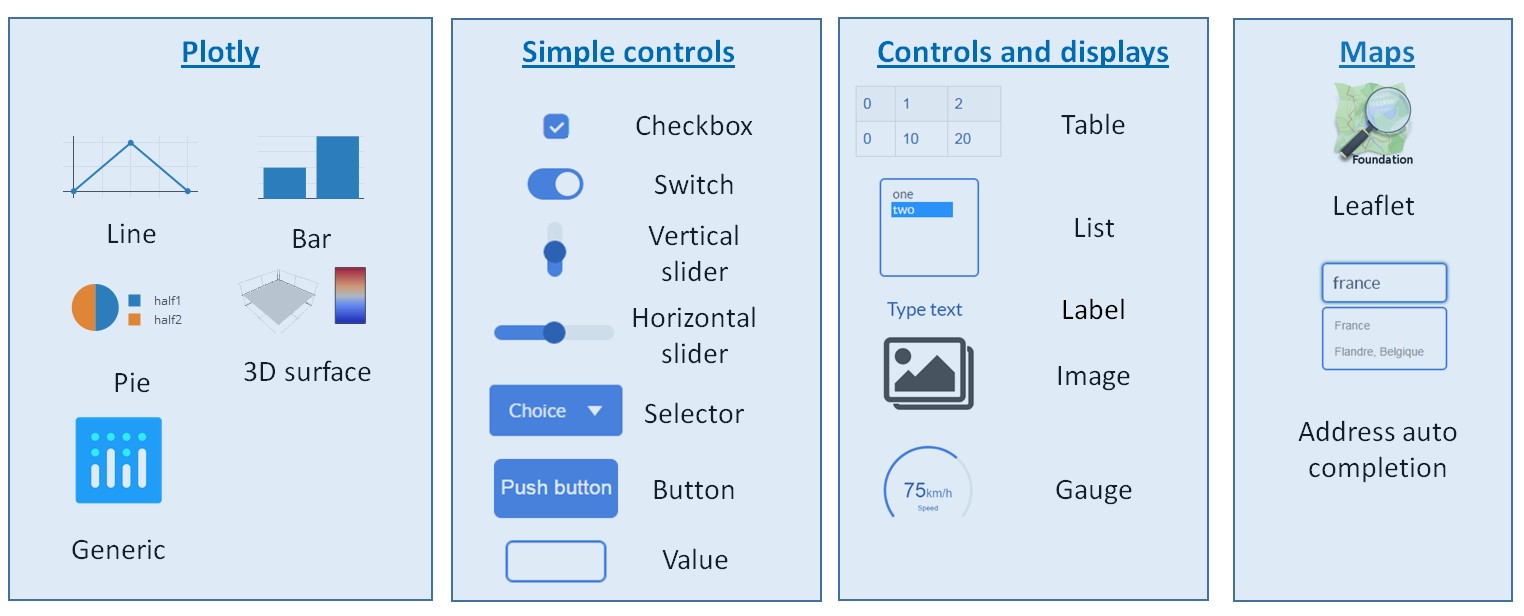 Plotly
Line
Bar
half1
half2
Pie
3D surface
Generic
Simple controls
Checkbox
Switch
Vertical
slider
Horizontal
slider
Choice
Selector
Push button
Button
Value
Controls and displays
0 1 2
0 10 20
Table
one
two
List
Type text
Label
Image
75km/h
Speed
Gauge
Maps
Foundation
Leaflet
france
France
Flandre, Belgique
Address auto
completion